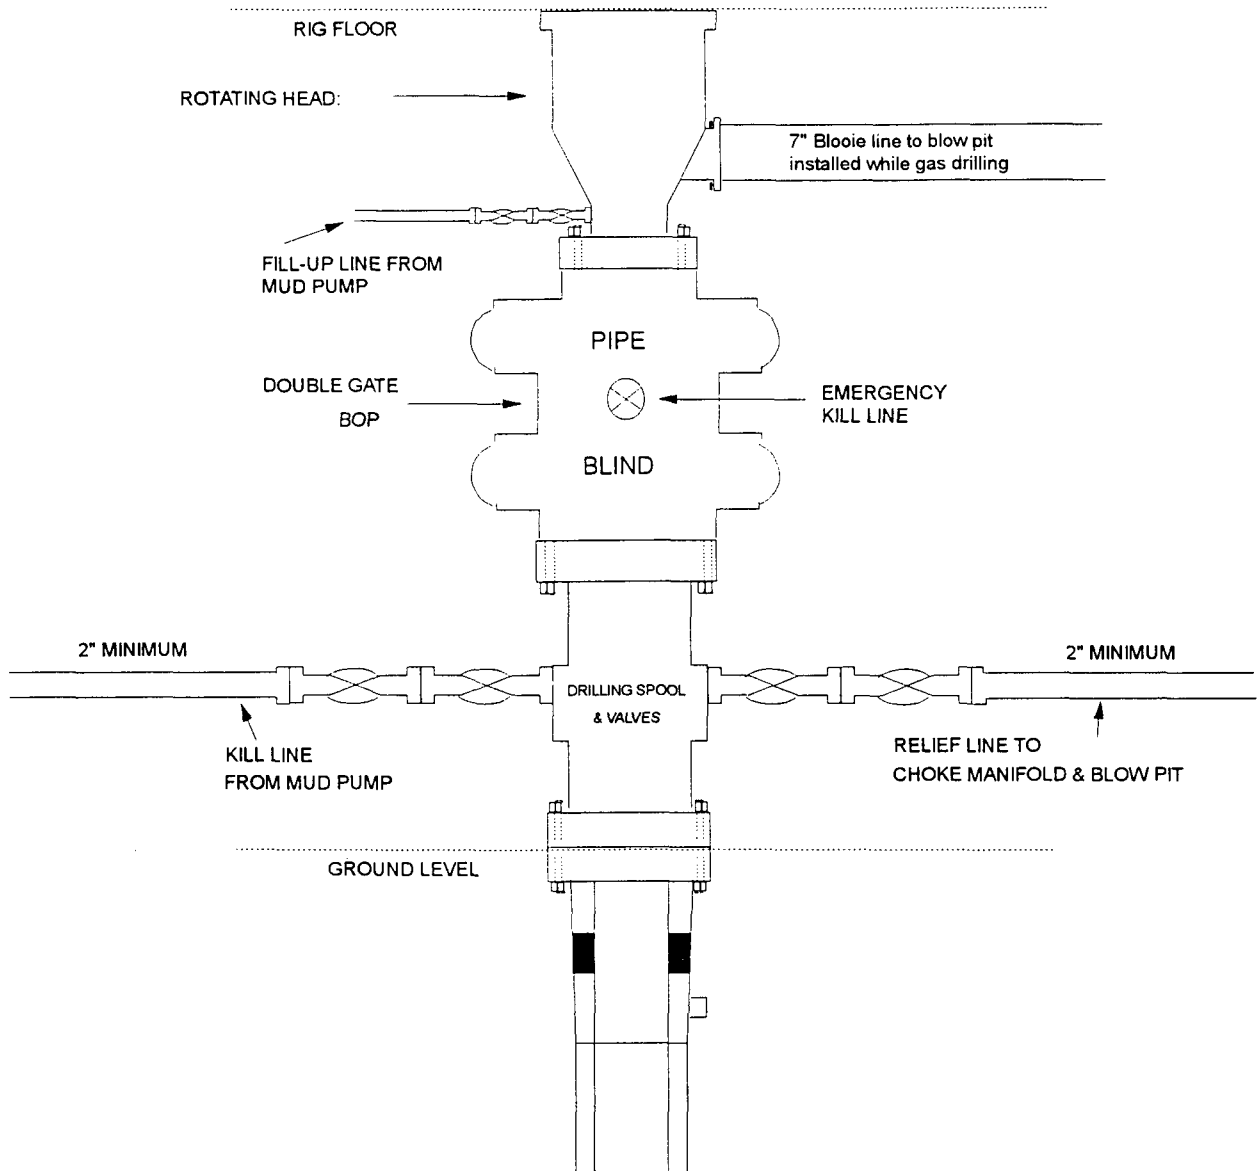 RIG FLOOR
ROTATING HEAD:
7" Blooie line to blow pit
installed while gas drilling
FILL-UP LINE FROM
MUD PUMP
PIPE
DOUBLE GATE
BOP
EMERGENCY
KILL LINE
BLIND
2" MINIMUM
2" MINIMUM
DRILLING SPOOL
& VALVES
KILL LINE
FROM MUD PUMP
RELIEF LINE TO
CHOKE MANIFOLD & BLOW PIT
GROUND LEVEL